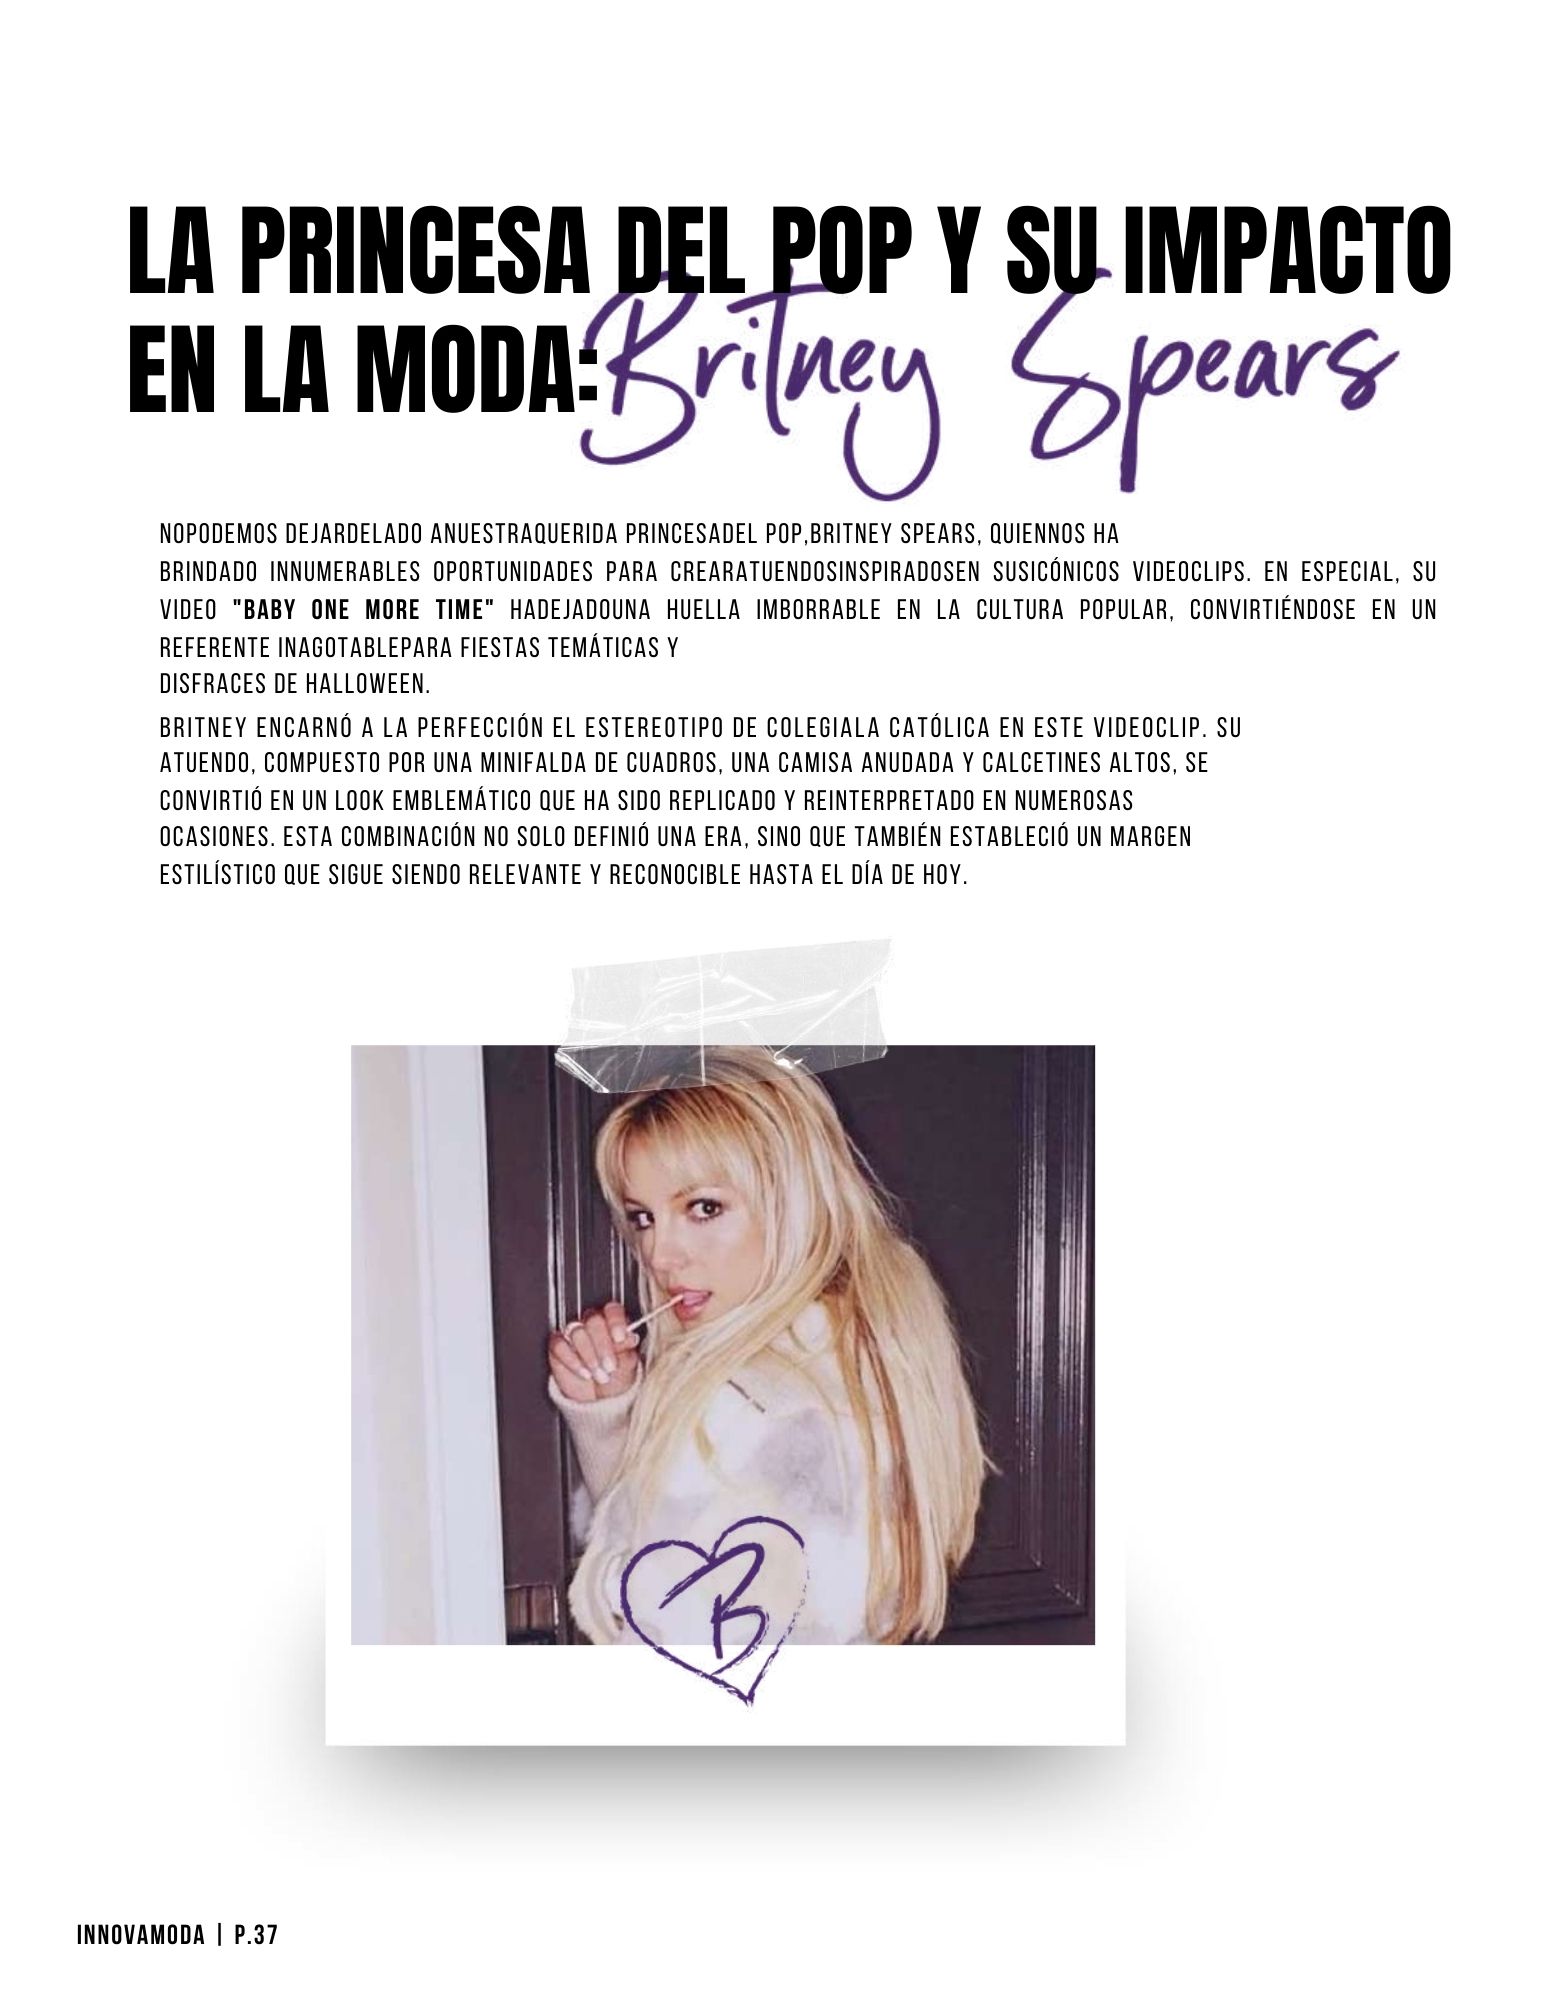 LA PRINCESA DEL POP Y SU IMPACTO
EN LA MODA: Britney Spears
NOPODEMOS DEJARDELADO ANUESTRAQUERIDA PRINCESADEL POP,BRITNEY SPEARS, QUIENNOS HA
BRINDADO INNUMERABLES OPORTUNIDADES PARA CREARATUENDOSINSPIRADOSEN SUSICÓNICOS VIDEOCLIPS. EN ESPECIAL, SU
VIDEO "BABY ONE MORE TIME" HADEJADOUNA HUELLA IMBORRABLE EN LA CULTURA POPULAR, CONVIRTIÉNDOSE EN UN
REFERENTE INAGOTABLEPARA FIESTAS TEMÁTICAS Y
DISFRACES DE HALLOWEEN.
BRITNEY ENCARNÓ A LA PERFECCIÓN EL ESTEREOTIPO DE COLEGIALA CATÓLICA EN ESTE VIDEOCLIP. SU
ATUENDO, COMPUESTO POR UNA MINIFALDA DE CUADROS, UNA CAMISA ANUDADA Y CALCETINES ALTOS, SE
CONVIRTIÓ EN UN LOOK EMBLEMÁTICO QUE HA SIDO REPLICADO Y REINTERPRETADO EN NUMEROSAS
OCASIONES. ESTA COMBINACIÓN NO SOLO DEFINIÓ UNA ERA, SINO QUE TAMBIÉN ESTABLECIÓ UN MARGEN
ESTILÍSTICO QUE SIGUE SIENDO RELEVANTE Y RECONOCIBLE HASTA EL DÍA DE HOY.
B
INNOVAMODA | P.37